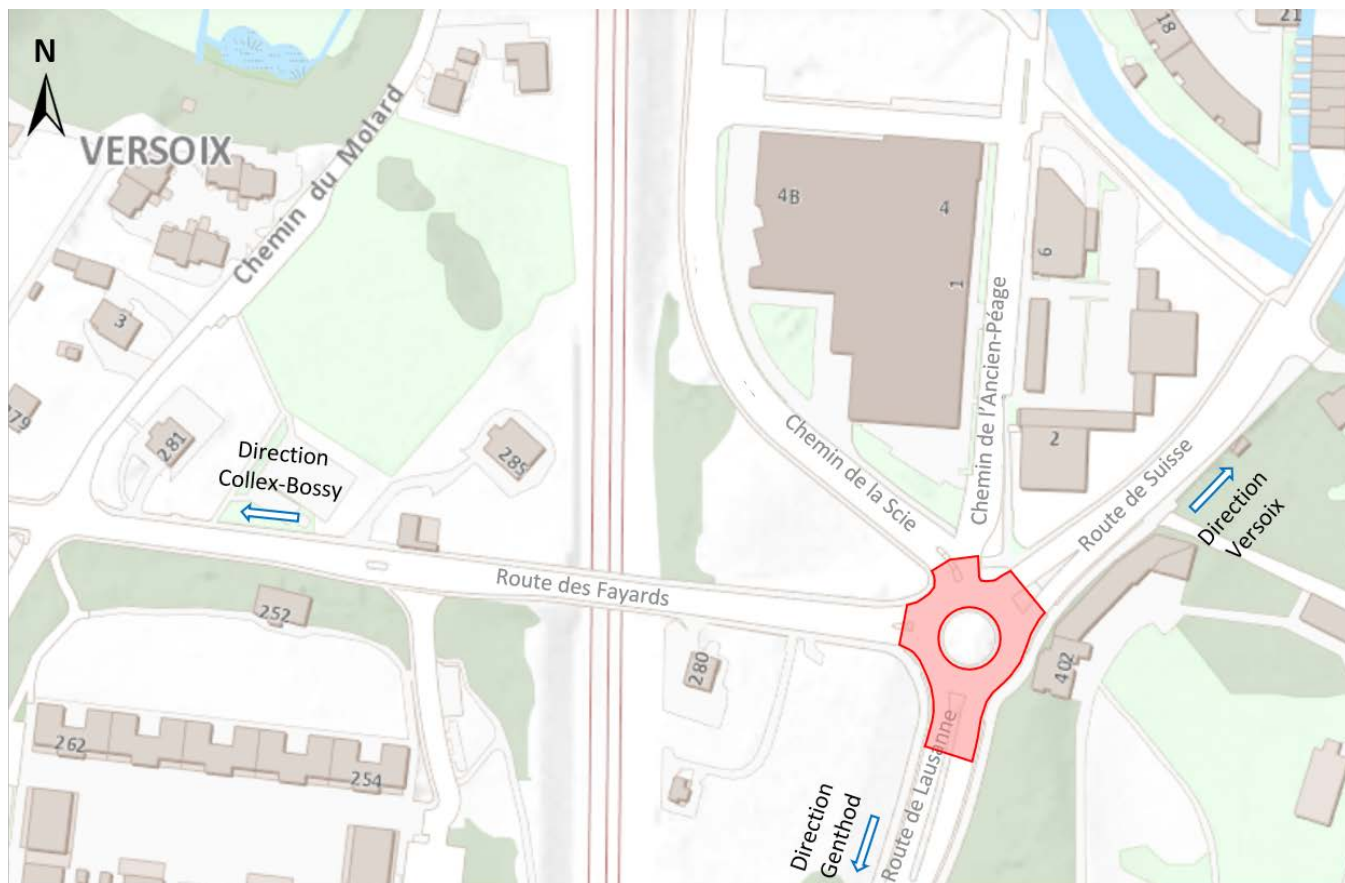 18
21
N
VERSOIX
Chemin du Molard
4B
4
6
1
3
Chemin de l'Ancien-Péage
179
281
285
Direction
Collex-Bossy
Chemin de la Scie
2
Route de Suisse
Direction
Versoix
Route des Fayards
252
280
402
262
254
Route de Lausanne
Direction
Genthod